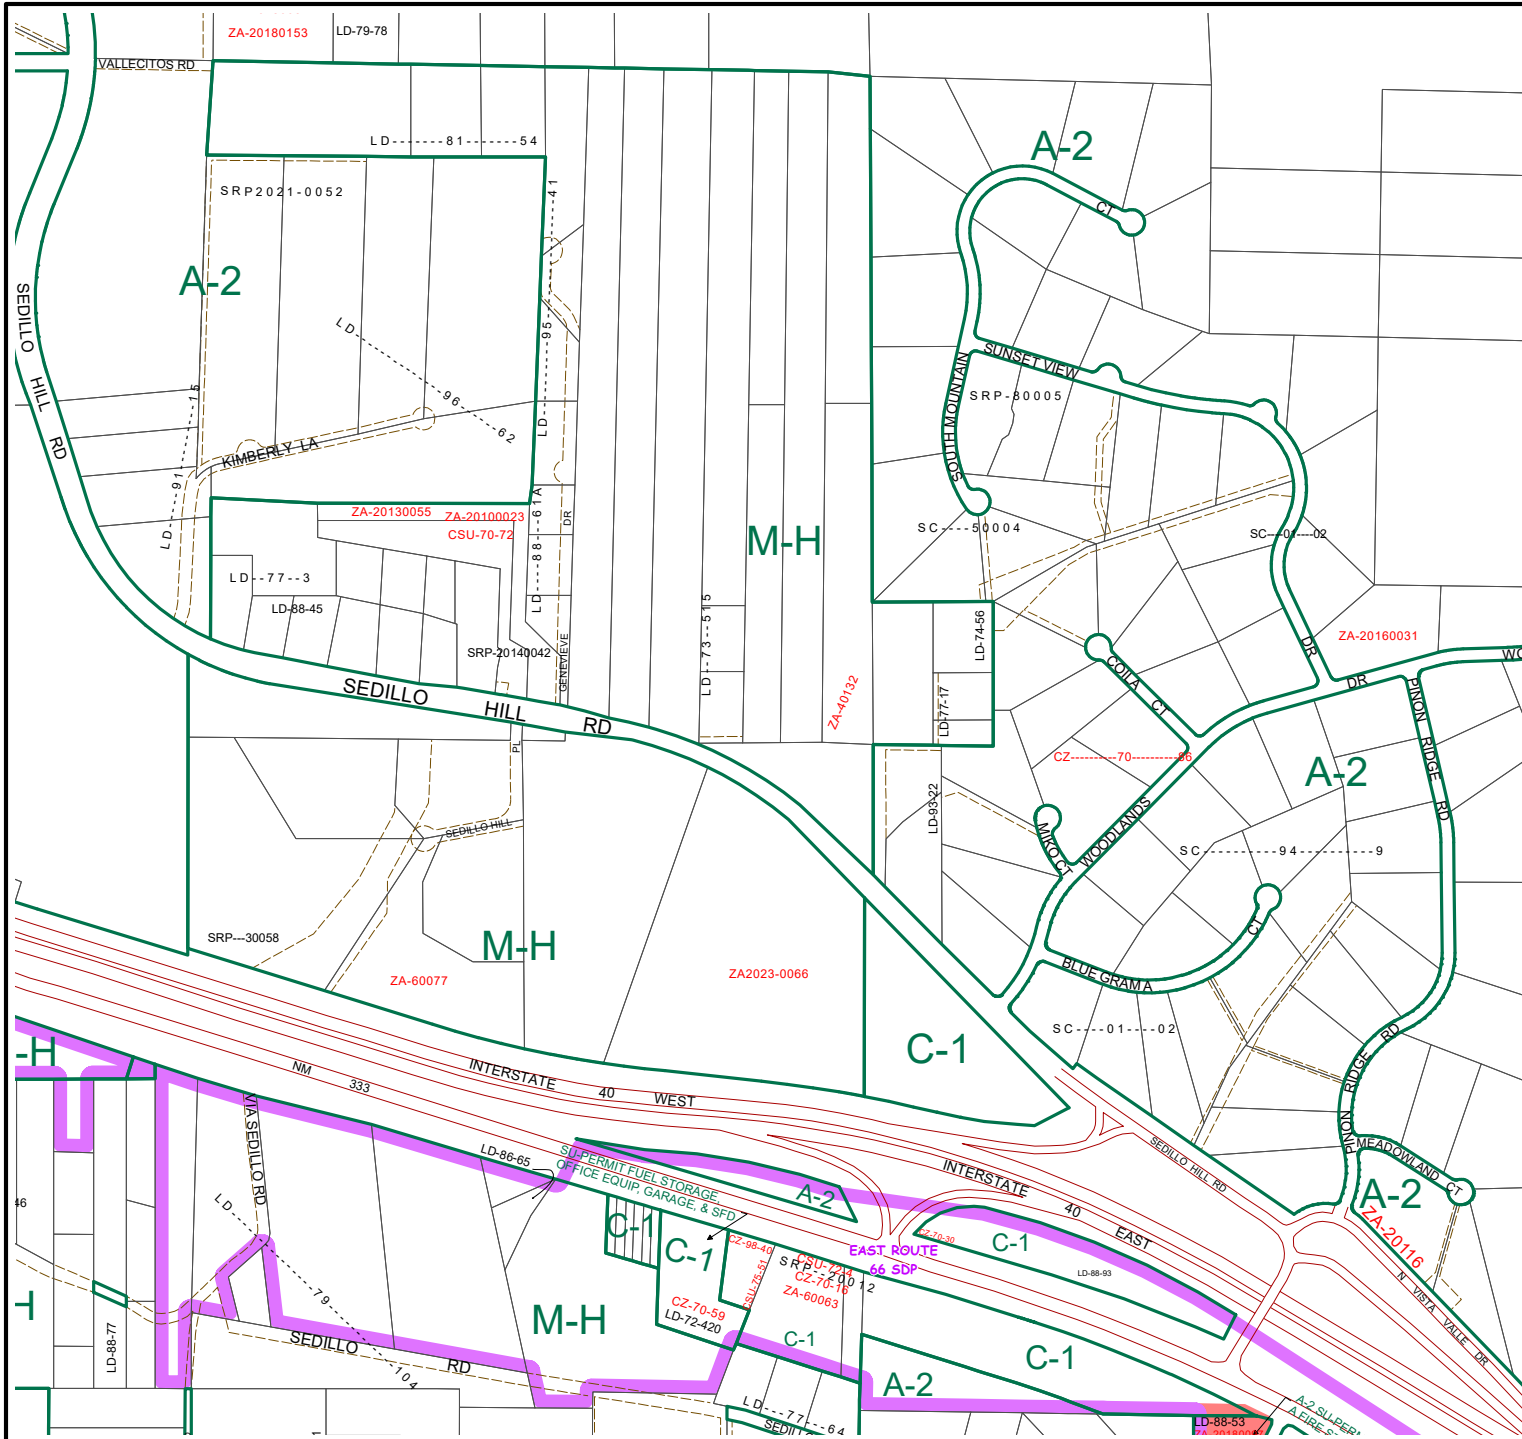 ZA-20180153
LD-79-78
VALLECITOS RD
LD-------81-------54
A-2
CT
SRP2021-0052
LD-------95-------41
A-2
SEDILLO HILL RD
LD-------96-------62
SUNSET VIEW
SOUTH MOUNTAIN
SRP-80005
LD-----91-------15
KIMBERLY LA
ZA-20130055
ZA-20100023
CSU-70-72
LD----88---61A
DR
M-H
SC----50004
SC---01----02
LD--77--3
LD-88-45
SRP-20140042
GENEVIEVE
LD---73--515
LD-74-56
ZA-20160031
DR
COILA CT
DR
WO
SEDILLO HILL RD
ZA-40132
LD-77-17
PINON RIDGE RD
PL
CZ----------70----------86
A-2
SEDILLO HILL
LD-93-22
MIKO CT
WOODLANDS
SC----------94----------9
SRP---30058
M-H
ZA-60077
ZA2023-0066
CT
BLUE GRAMA
SC----01----02
C-1
-H
NM 333
INTERSTATE 40 WEST
PINON RIDGE RD
VIA SEDILLO RD
LD-86-65
SU-PERMIT FUEL STORAGE,
OFFICE EQUIP, GARAGE, & SFD
A-2
INTERSTATE 40 EAST
SEDILLO HILL RD
MEADOWLAND CT
A-2
ZA-20116
46
LD-------79-------104
C-1
C-1
CZ-98-40
CSU-75-51
CSU-72-4
SRP--20012
CZ-70-16
ZA-60063
EAST ROUTE
66 SDP
CZ-70-30
C-1
LD-88-93
N VISTA VALLE DR
H
LD-88-77
SEDILLO RD
M-H
CZ-70-59
LD-72-420
C-1
C-1
A-2
LD---77---64
SEDILLO
LD-88-53